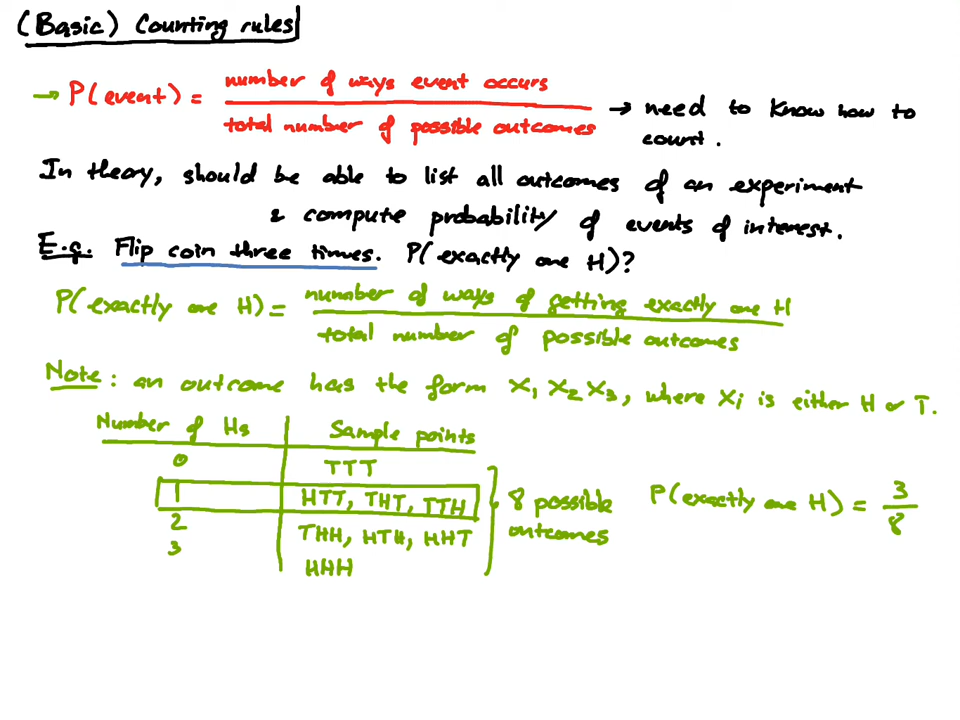 (Basic) Counting rules
→ P(event) = number of ways event occurs / total number of possible outcomes → need to know how to count.
In theory, should be able to list all outcomes of an experiment
& compute probability of events of interest.
E.g. Flip coin three times. P(exactly one H)?
P(exactly one H) = number of ways of getting exactly one H / total number of possible outcomes
Note: an outcome has the form X₁ X₂ X₃, where Xi is either H or T.
Number of Hs | Sample points
0 | TTT
1 | HTT, THT, TTH
2 | THH, HTH, HHT
3 | HHH
8 possible outcomes
P(exactly one H) = 3/8